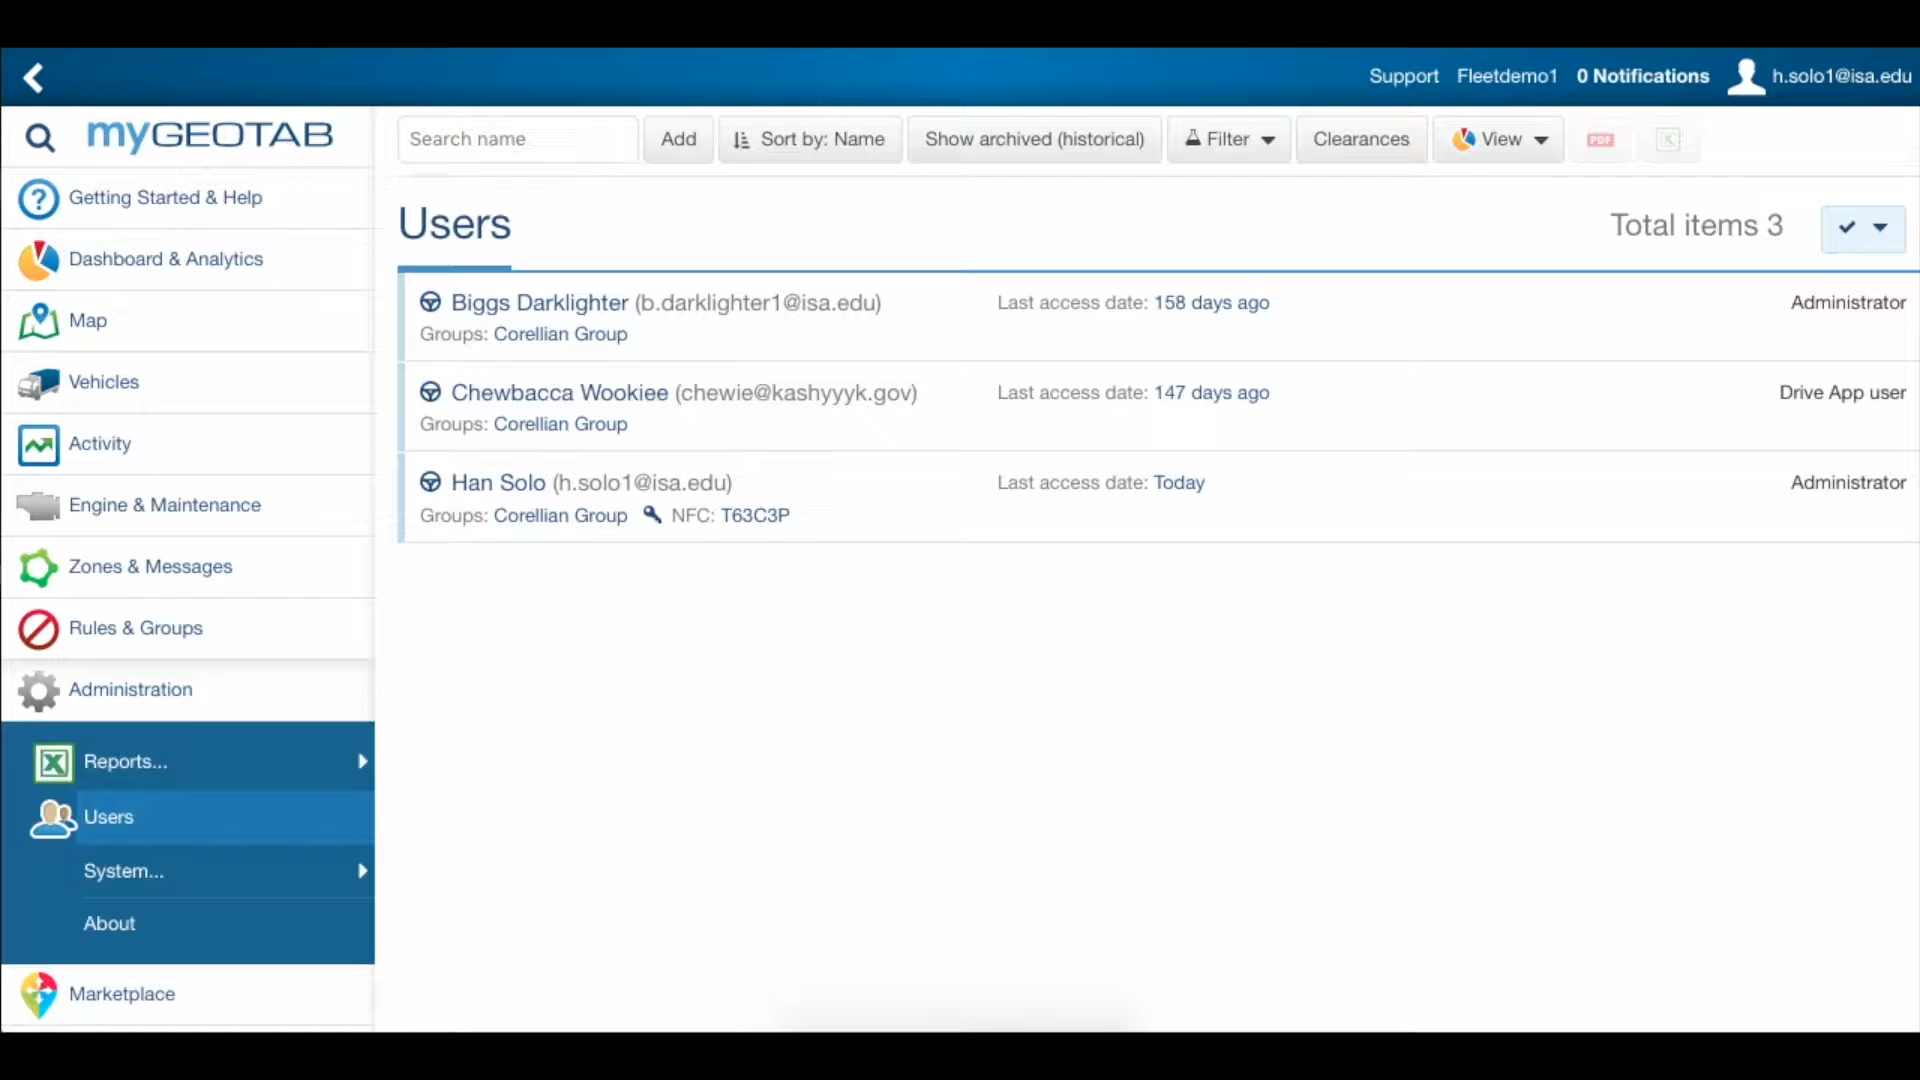 Support Fleetdemo1 0 Notifications h.solo1@isa.edu
myGEOTAB
Search name Add Sort by: Name Show archived (historical) Filter Clearances View PDF
Getting Started & Help
Dashboard & Analytics
Map
Vehicles
Activity
Engine & Maintenance
Zones & Messages
Rules & Groups
Administration
Reports...
Users
System...
About
Marketplace
Users Total items 3
Biggs Darklighter (b.darklighter1@isa.edu) Last access date: 158 days ago Administrator
Groups: Corellian Group
Chewbacca Wookiee (chewie@kashyyyk.gov) Last access date: 147 days ago Drive App user
Groups: Corellian Group
Han Solo (h.solo1@isa.edu) Last access date: Today Administrator
Groups: Corellian Group NFC: T63C3P